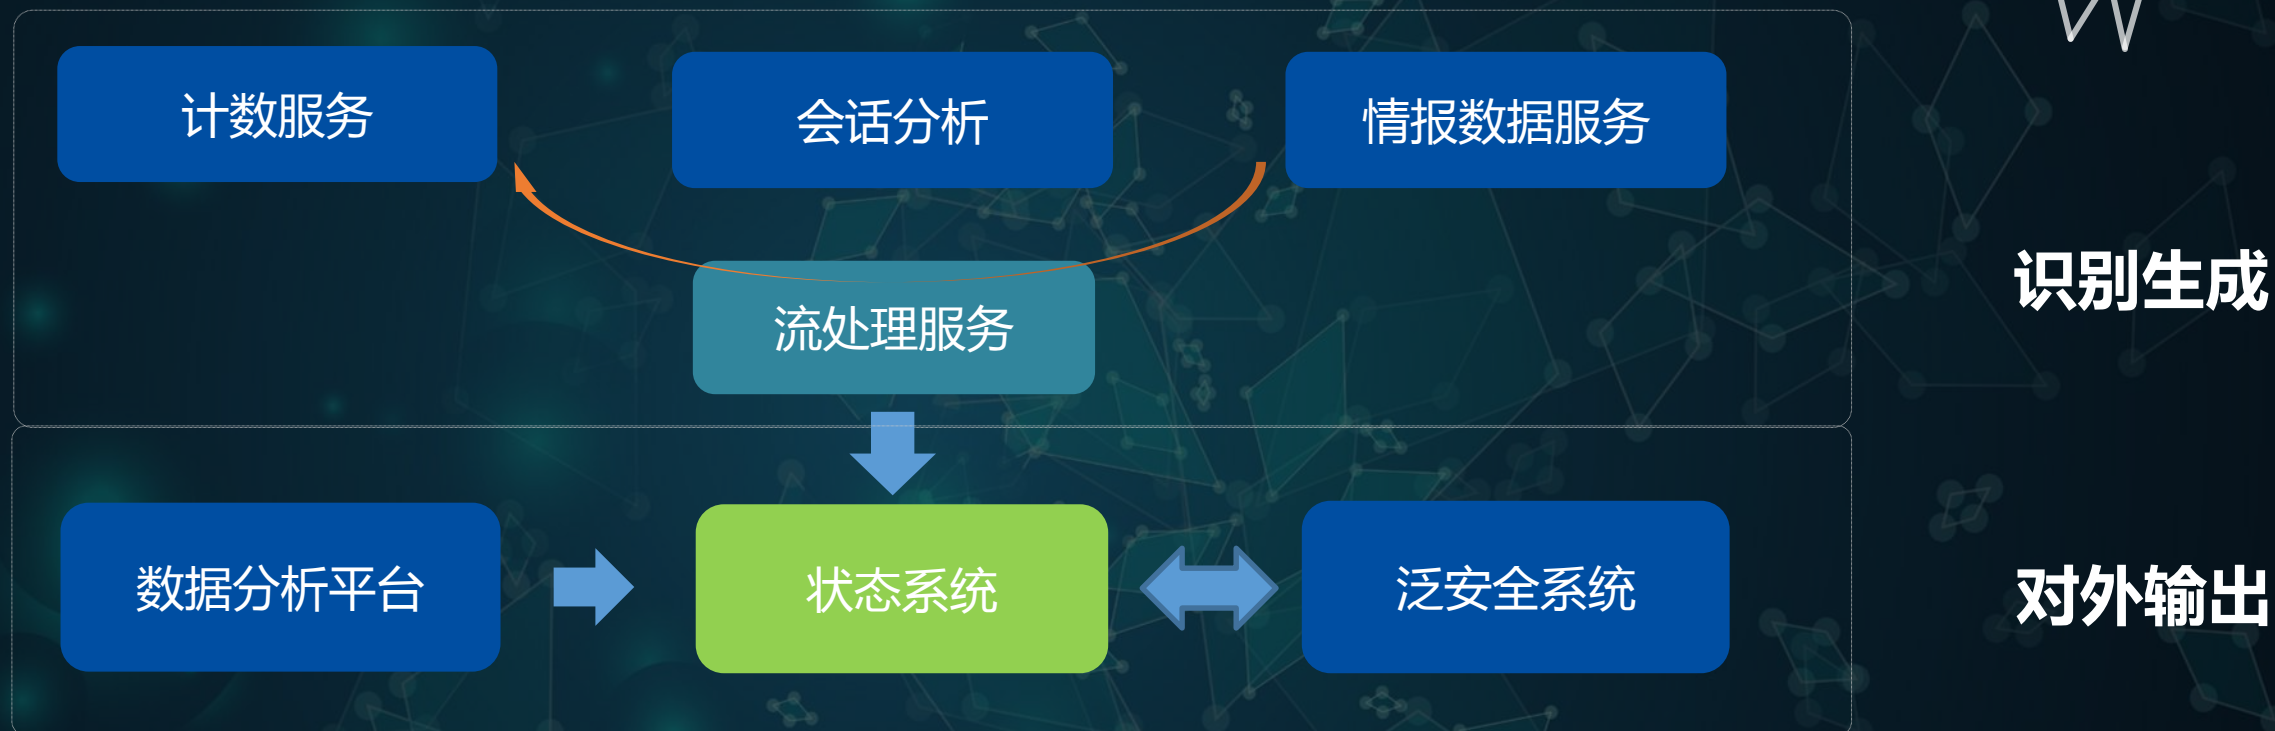 计数服务
会话分析
情报数据服务
流处理服务
识别生成
数据分析平台
状态系统
泛安全系统
对外输出